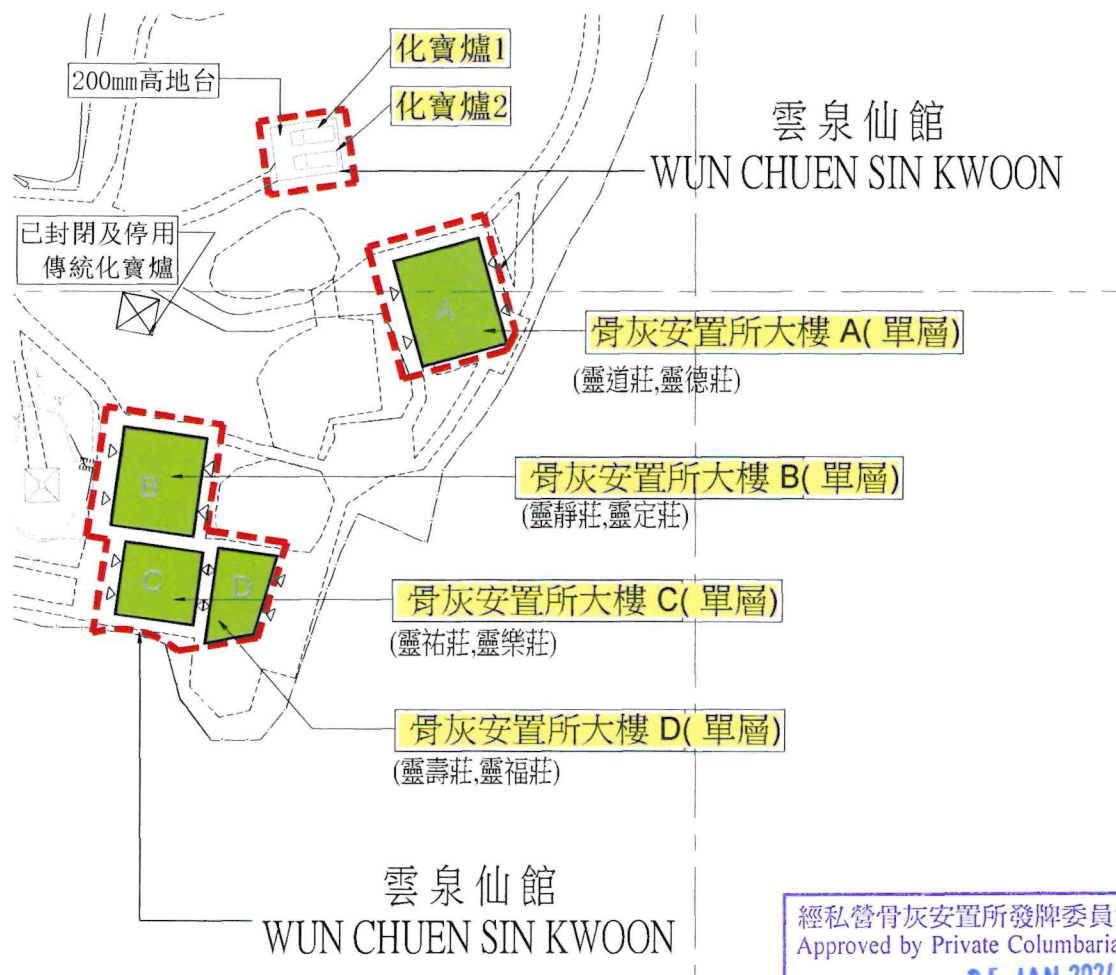 化寶爐1
200mm高地台
化寶爐2
雲泉仙館
WUN CHUEN SIN KWOON
已封閉及停用
傳統化寶爐
A
骨灰安置所大樓 A( 單層)
(靈道莊,靈德莊)
B
骨灰安置所大樓 B( 單層)
(靈靜莊,靈定莊)
C
D
骨灰安置所大樓 C( 單層)
(靈祐莊,靈樂莊)
骨灰安置所大樓 D( 單層)
(靈壽莊,靈福莊)
雲泉仙館
WUN CHUEN SIN KWOON
經私營骨灰安置所發牌委員
Approved by Private Columbaria
JAN